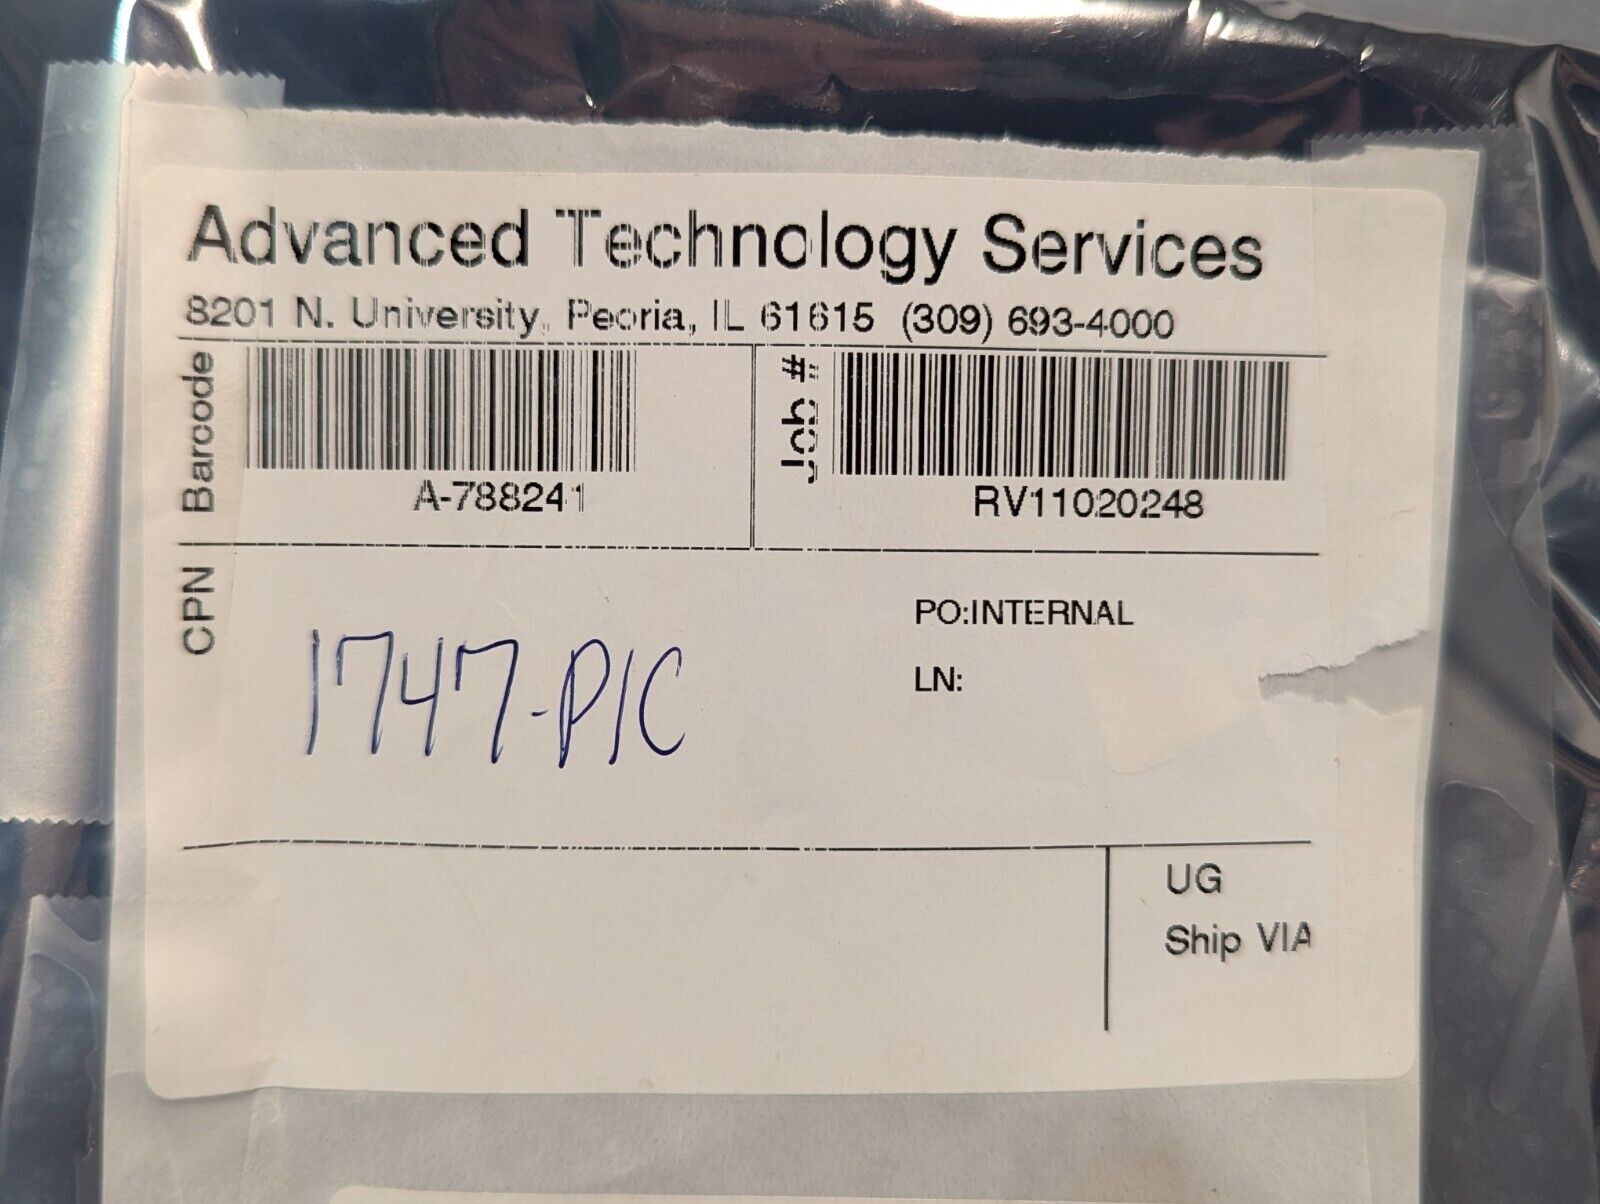 Advanced Technology Services
8201 N. University, Peoria, IL 61615 (309) 693-4000
Barcode
A-788241
Job #
RV11020248
CPN
1747-PIC
PO:INTERNAL
LN:
UG
Ship VIA